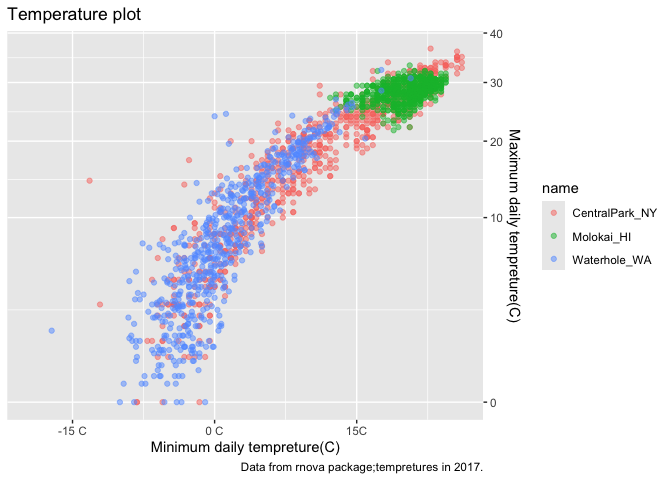 Temperature plot
40
30
20
10
0
Maximum daily tempreture(C)
-15 C
0 C
15C
Minimum daily tempreture(C)
name
CentralPark_NY
Molokai_HI
Waterhole_WA
Data from rnova package;tempretures in 2017.